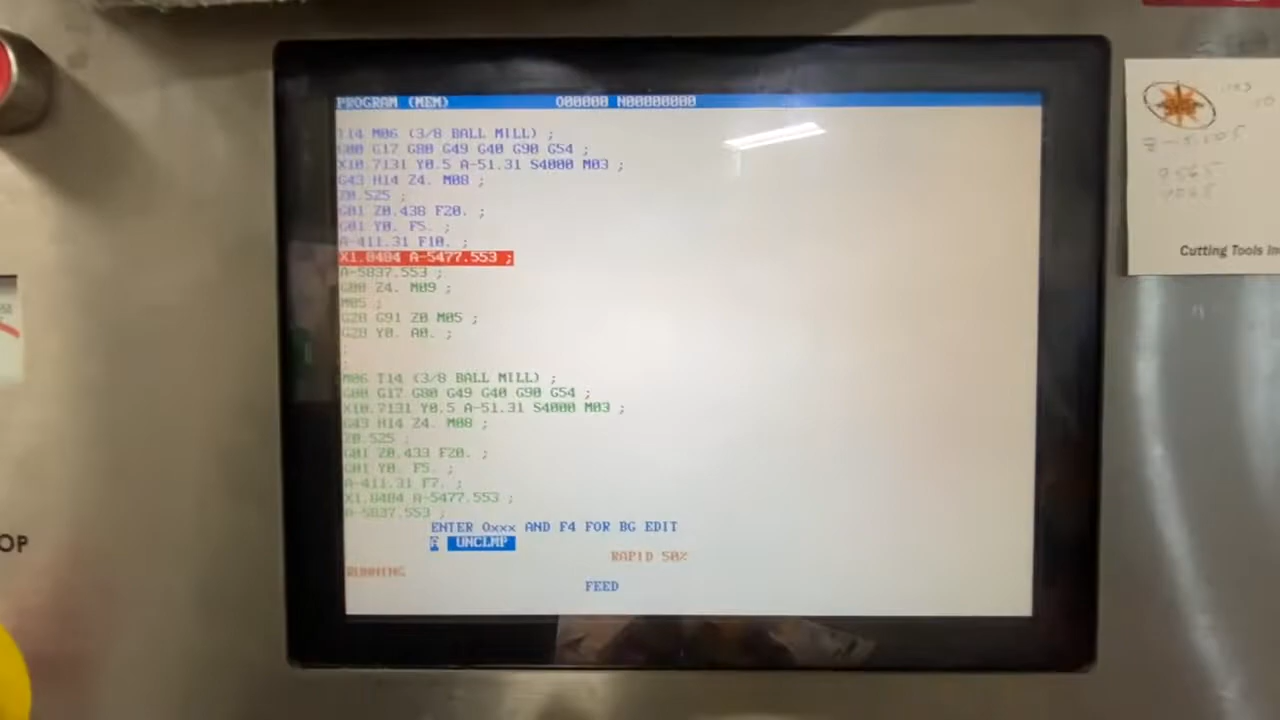 PROGRAM (MEM) O00000 N00000000
T14 M06 (3/8 BALL MILL) ;
G00 G17 G80 G49 G40 G90 G54 ;
X10.7131 Y0.5 A-51.31 S4000 M03 ;
G43 H14 Z4. M08 ;
Z0.525 ;
G01 Z0.438 F20. ;
G01 Y0. F5. ;
A-411.31 F10. ;
X1.8484 A-5477.553 ;
A-5837.553 ;
G00 Z4. M09 ;
M05 ;
G28 G91 Z0 M05 ;
G28 Y0. A0. ;
;
;
M06 T14 (3/8 BALL MILL) ;
G00 G17 G80 G49 G40 G90 G54 ;
X10.7131 Y0.5 A-51.31 S4000 M03 ;
G43 H14 Z4. M08 ;
Z0.525 ;
G01 Z0.433 F20. ;
G01 Y0. F5. ;
A-411.31 F7. ;
X1.8484 A-5477.553 ;
A-5837.553 ;
ENTER Oxxx AND F4 FOR BG EDIT
UNCLMP
RAPID 50%
RUNNING
FEED
Cutting Tools
OP